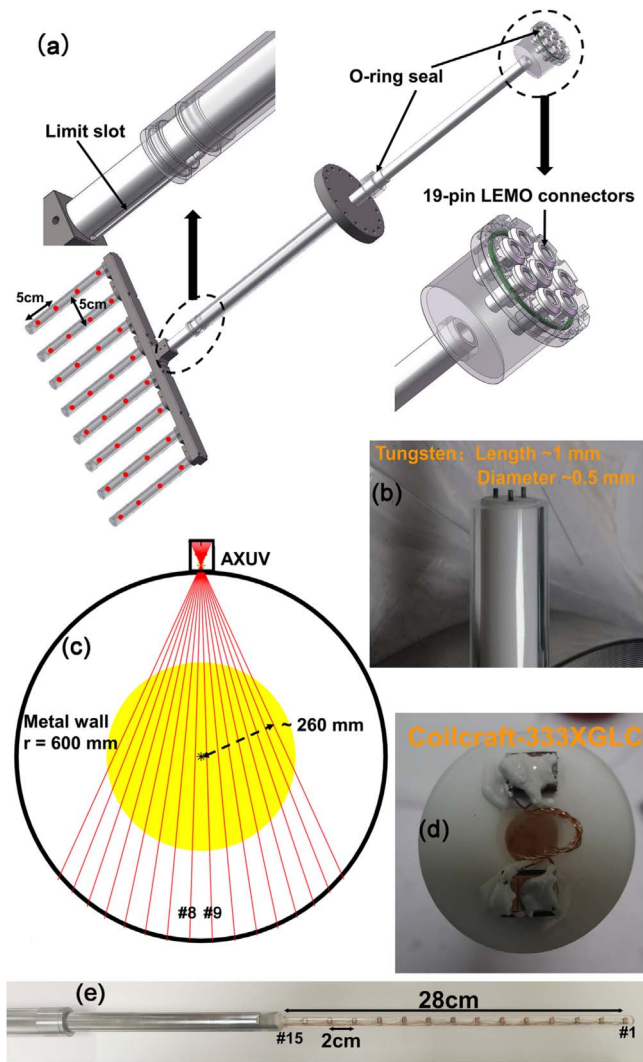 (a)
O-ring seal
Limit slot
19-pin LEMO connectors
5cm
5cm
Tungsten: Length ~1 mm
Diameter ~0.5 mm
(b)
AXUV
(c)
Metal wall
r = 600 mm
~ 260 mm
#8 #9
Coilcraft-333XGLC
(d)
(e)
28cm
#15
2cm
#1